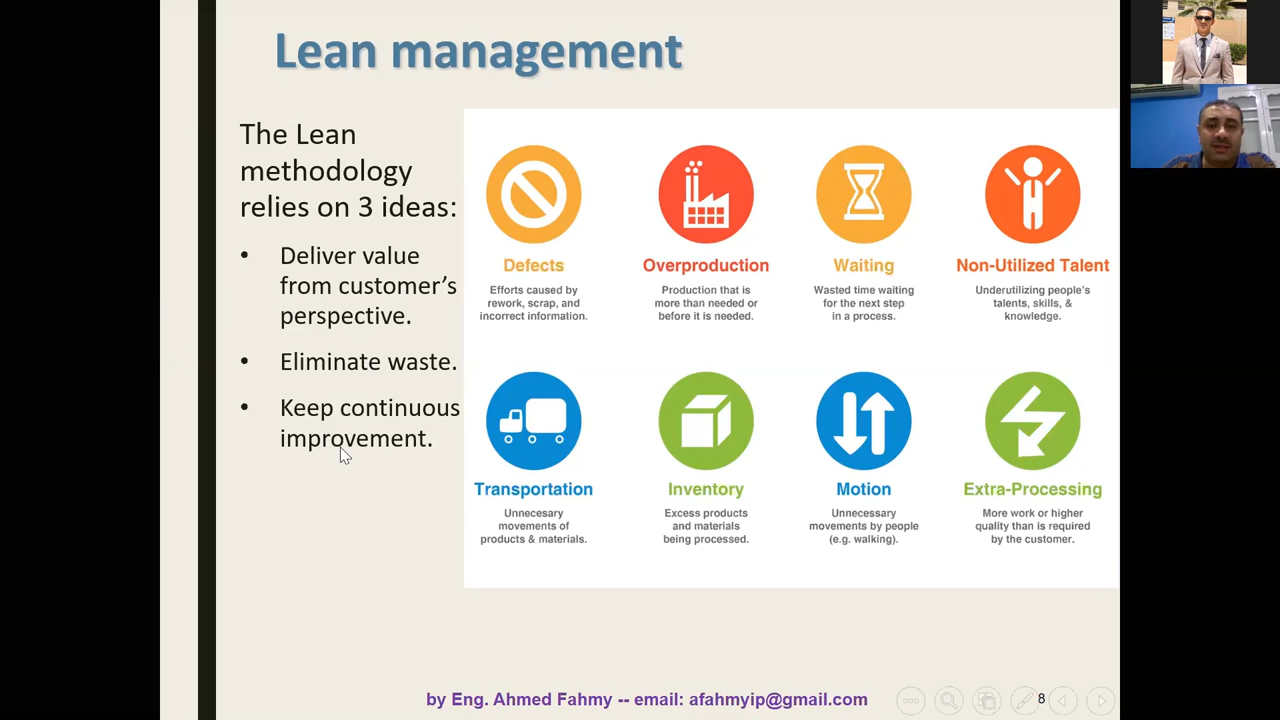 Lean management
The Lean
methodology
relies on 3 ideas:
• Deliver value
from customer’s
perspective.
• Eliminate waste.
• Keep continuous
improvement.
Defects
Efforts caused by
rework, scrap, and
incorrect information.
Overproduction
Production that is
more than needed or
before it is needed.
Waiting
Wasted time waiting
for the next step
in a process.
Non-Utilized Talent
Underutilizing people’s
talents, skills, &
knowledge.
Transportation
Unnecesary
movements of
products & materials.
Inventory
Excess products
and materials
being processed.
Motion
Unnecessary
movements by people
(e.g. walking).
Extra-Processing
More work or higher
quality than is required
by the customer.
by Eng. Ahmed Fahmy -- email: afahmyip@gmail.com
8